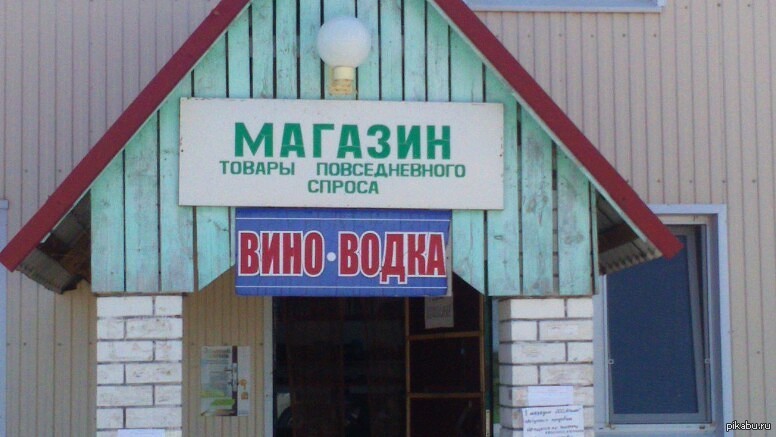 МАГАЗИН
ТОВАРЫ ПОВСЕДНЕВНОГО
СПРОСА
ВИНО·ВОДКА
pikabu.ru